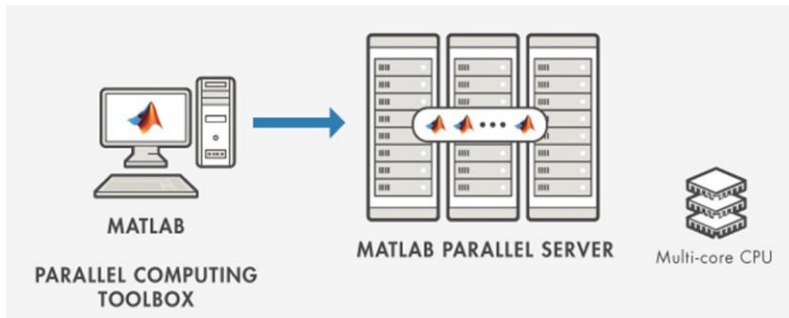 MATLAB
PARALLEL COMPUTING
TOOLBOX
MATLAB PARALLEL SERVER
Multi-core CPU